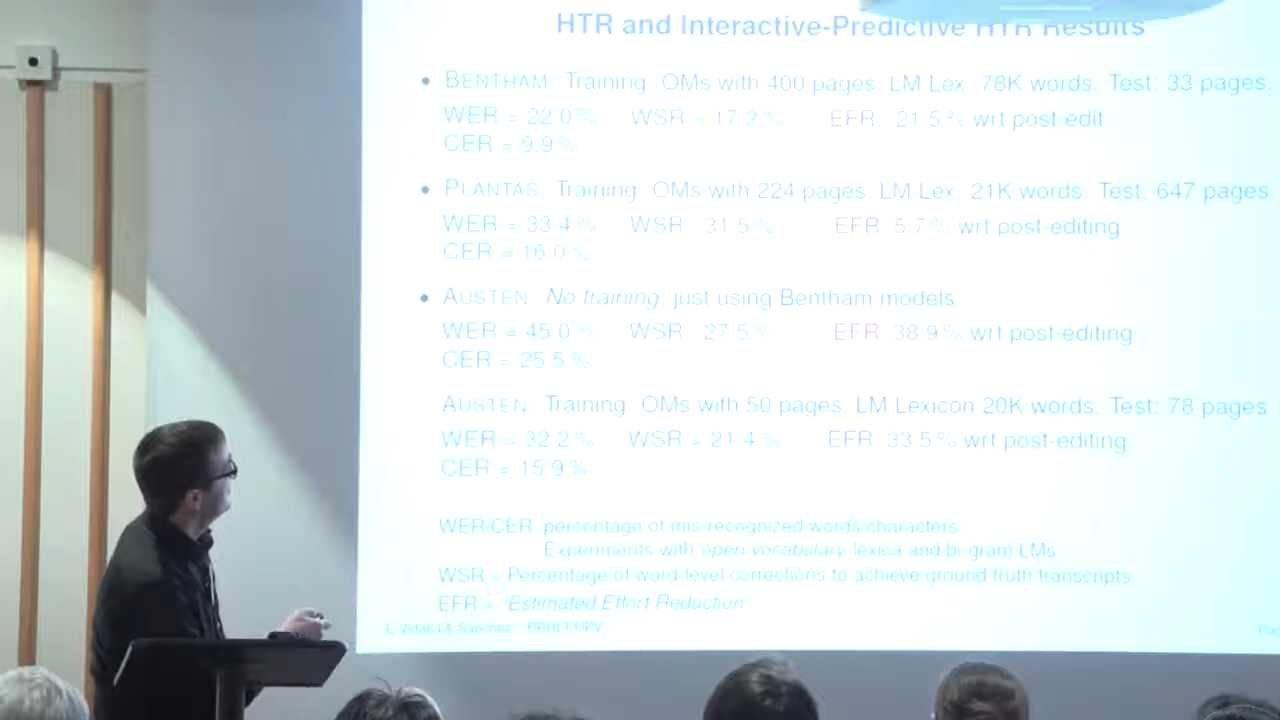 HTR and Interactive-Predictive HTR Results
• BENTHAM: Training: OMs with 400 pages, LM Lex: 78K words. Test: 33 pages.
WER = 22.0 % WSR = 17.2 % EFR: 21.5 % wrt post-edit
CER = 9.9 %
• PLANTAS: Training: OMs with 224 pages, LM Lex: 21K words. Test: 647 pages
WER = 33.4 % WSR: 31.5 % EFR: 5.7 % wrt post-editing
CER = 16.0 %
• AUSTEN: No training, just using Bentham models
WER = 45.0 % WSR: 27.5 % EFR: 38.9 % wrt post-editing
CER = 25.5 %
AUSTEN: Training: OMs with 50 pages, LM Lexicon 20K words. Test: 78 pages
WER = 32.2 % WSR = 21.4 % EFR: 33.5 % wrt post-editing
CER = 15.9 %
WER/CER: percentage of mis-recognized words/characters.
Experiments with open vocabulary lexica and bi-gram LMs.
WSR = Percentage of word-level corrections to achieve ground truth transcripts
EFR = "Estimated Effort Reduction"
E.Vidal/J.A.Sanchez – PRHLT/UPV